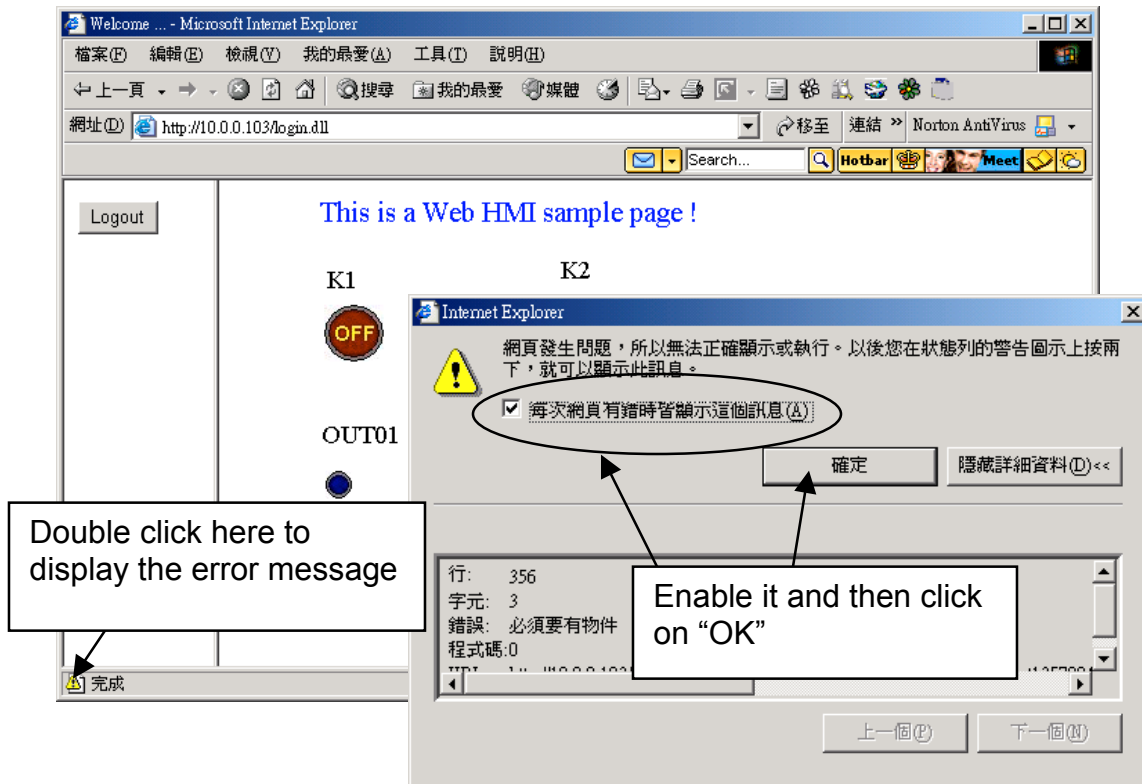 Welcome ... - Microsoft Internet Explorer
檔案(F) 編輯(E) 檢視(V) 我的最愛(A) 工具(T) 說明(H)
上一頁 搜尋 我的最愛 媒體
網址(D) http://10.0.0.103/login.dll 移至 連結 » Norton AntiVirus
Search... Hotbar Meet
Logout
This is a Web HMI sample page !
K1
K2
OFF
OUT01
Internet Explorer
網頁發生問題，所以無法正確顯示或執行。以後您在狀態列的警告圖示上按兩
下，就可以顯示此訊息。
每次網頁有錯時皆顯示這個訊息(A)
確定 隱藏詳細資料(D)<<
Double click here to
display the error message
行: 356
字元: 3
錯誤: 必須要有物件
程式碼:0
Enable it and then click
on “OK”
完成
上一個(P) 下一個(N)